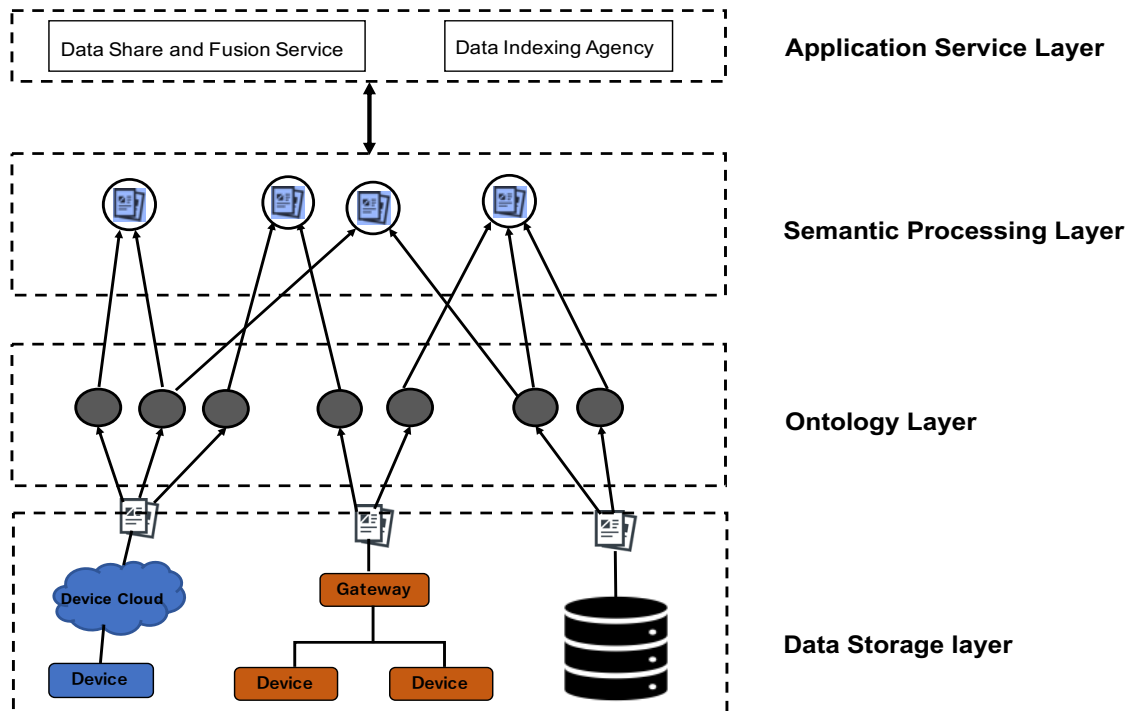 Data Share and Fusion Service
Data Indexing Agency
Application Service Layer
Semantic Processing Layer
Ontology Layer
Device Cloud
Gateway
Data Storage layer
Device
Device
Device